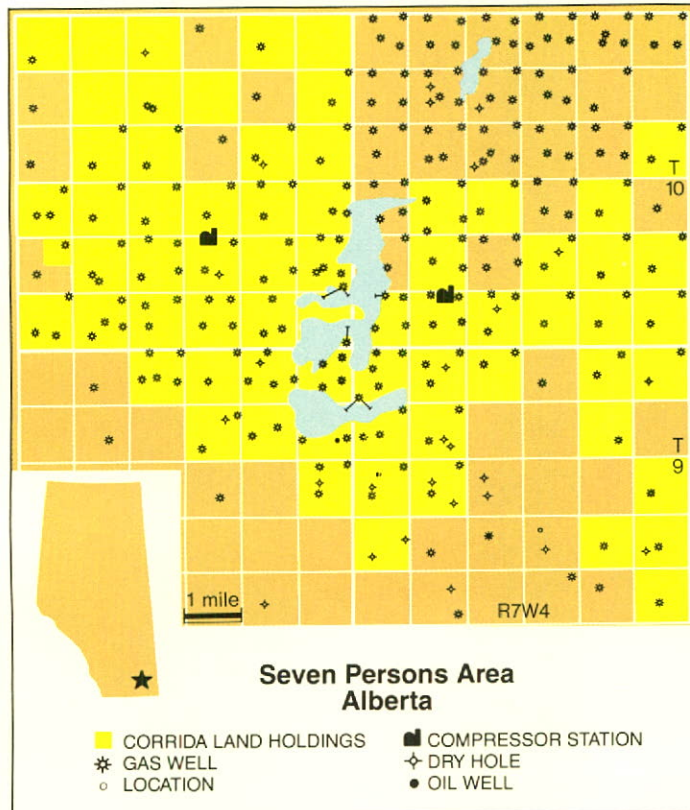 T
10
T
9
1 mile
R7W4
Seven Persons Area
Alberta
CORRIDA LAND HOLDINGS
GAS WELL
LOCATION
COMPRESSOR STATION
DRY HOLE
OIL WELL